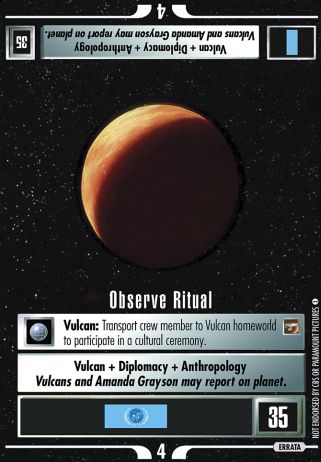 4
Vulcan + Diplomacy + Anthropology
Vulcans and Amanda Grayson may report on planet.
35
Observe Ritual
Vulcan: Transport crew member to Vulcan homeworld
to participate in a cultural ceremony.
Vulcan + Diplomacy + Anthropology
Vulcans and Amanda Grayson may report on planet.
35
4
ERRATA
NOT ENDORSED BY CBS OR PARAMOUNT PICTURES